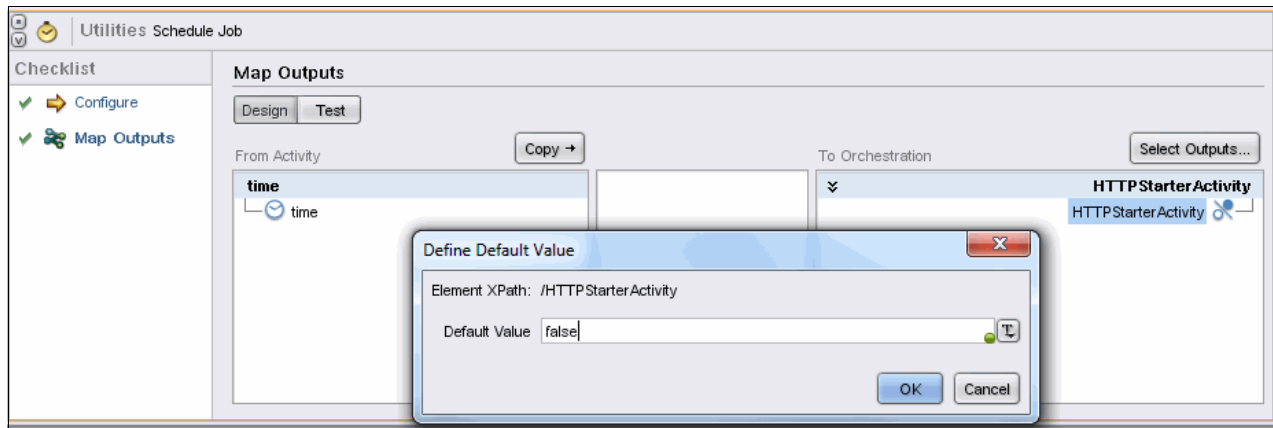 Utilities Schedule Job
Checklist
Configure
Map Outputs
Map Outputs
Design Test
From Activity
Copy →
To Orchestration
Select Outputs...
time
time
HTTPStarterActivity
HTTPStarterActivity
Define Default Value
Element XPath: /HTTPStarterActivity
Default Value false
T
OK Cancel